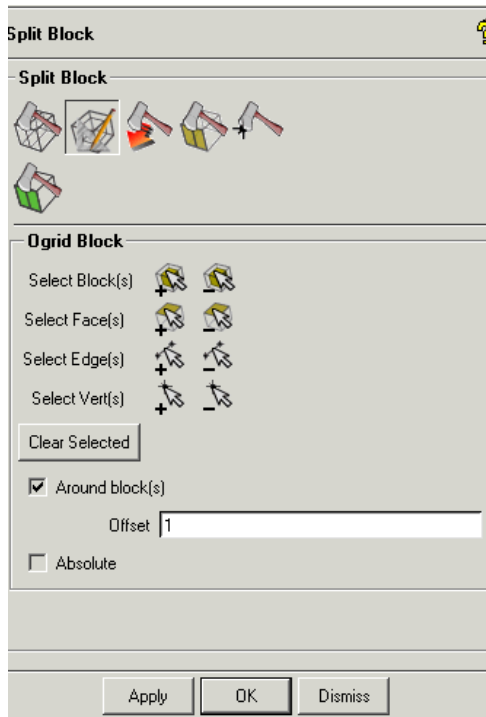 Split Block
Split Block
Ogrid Block
Select Block(s)
Select Face(s)
Select Edge(s)
Select Vert(s)
Clear Selected
Around block(s)
Offset 1
Absolute
Apply OK Dismiss